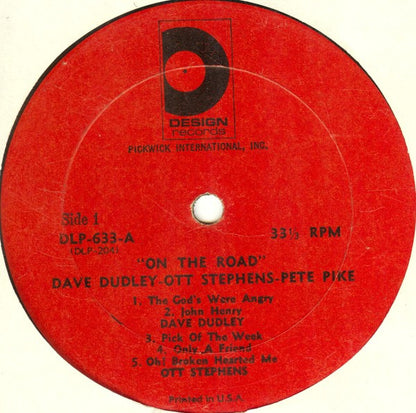 DESIGN
records
PICKWICK INTERNATIONAL, INC.
Side 1
DLP-633-A
33⅓ RPM
(DLP 204)
"ON THE ROAD"
DAVE DUDLEY-OTT STEPHENS-PETE PIKE
1. The God's Were Angry
2. John Henry
DAVE DUDLEY
3. Pick Of The Week
4. Only A Friend
5. Oh! Broken Hearted Me
OTT STEPHENS
Printed in U.S.A.